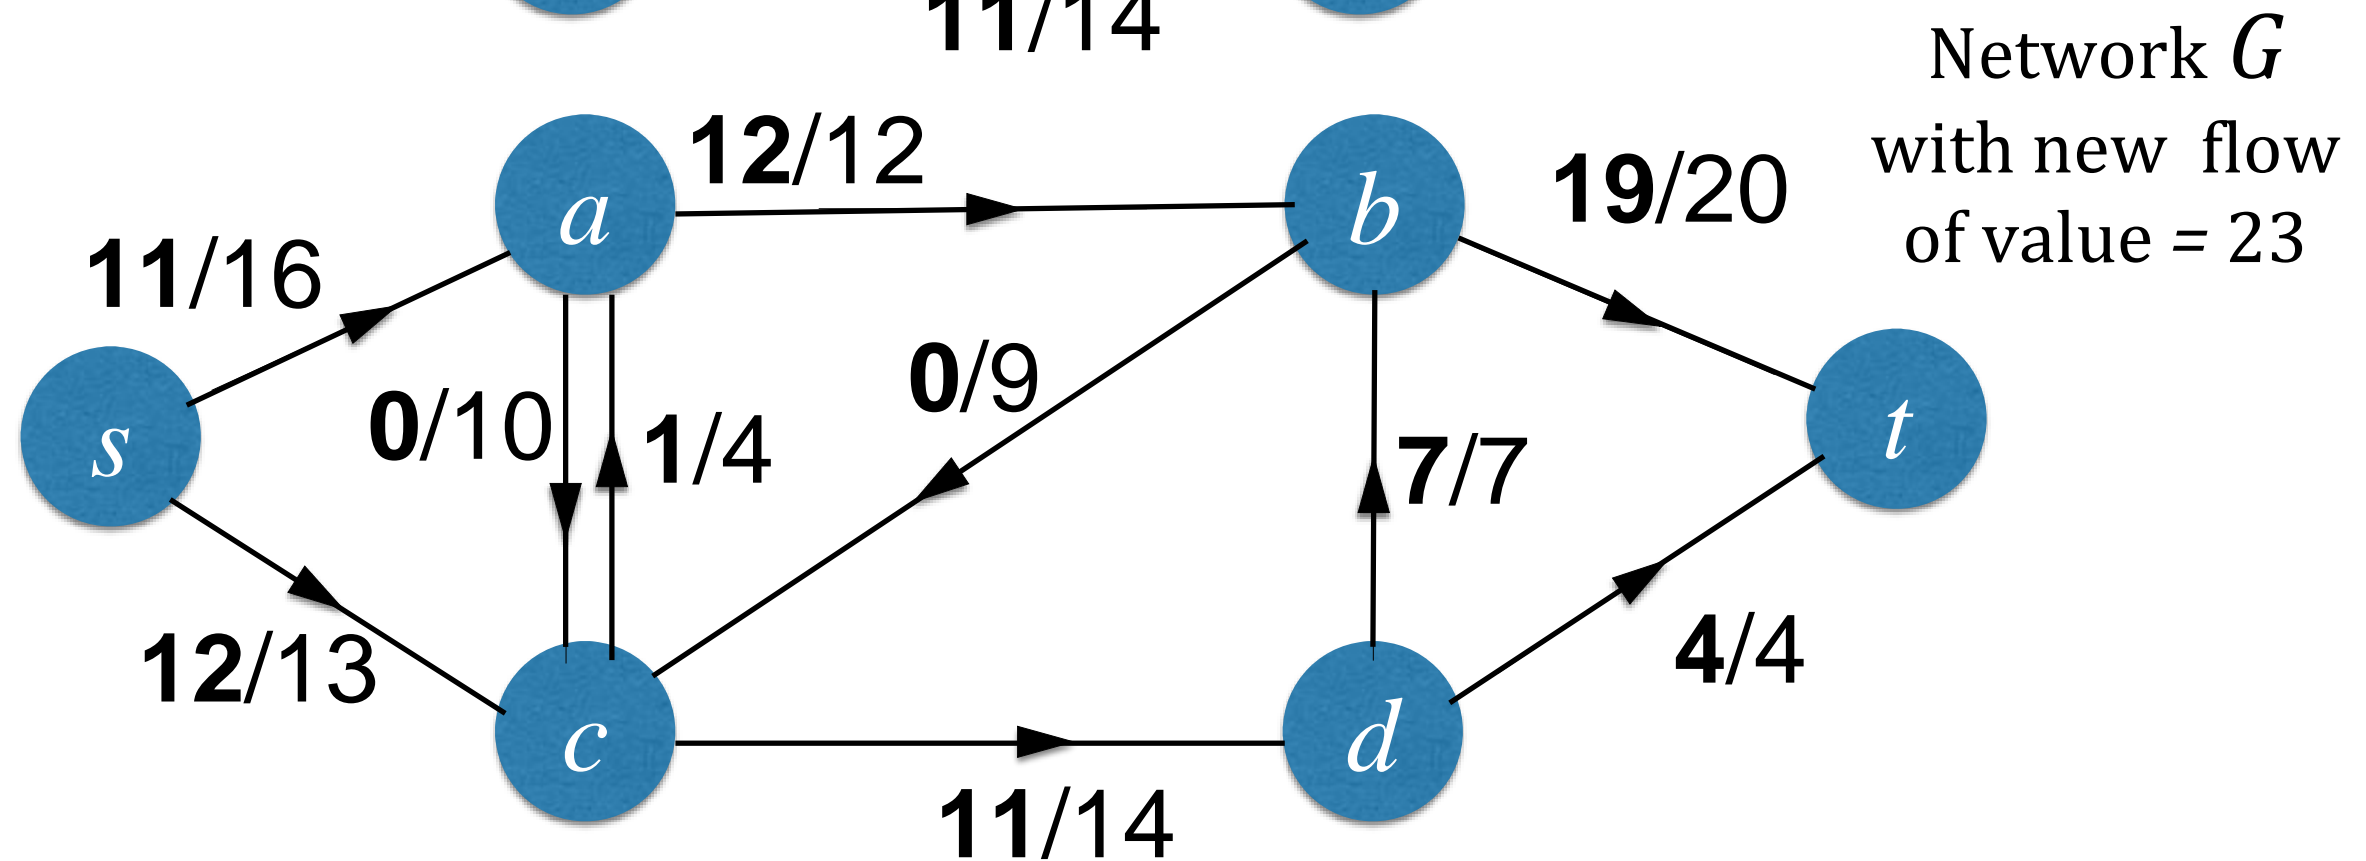 11/14
Network G
with new flow
of value = 23
12/12
19/20
a
b
11/16
0/9
t
s
0/10
1/4
7/7
12/13
4/4
c
d
11/14